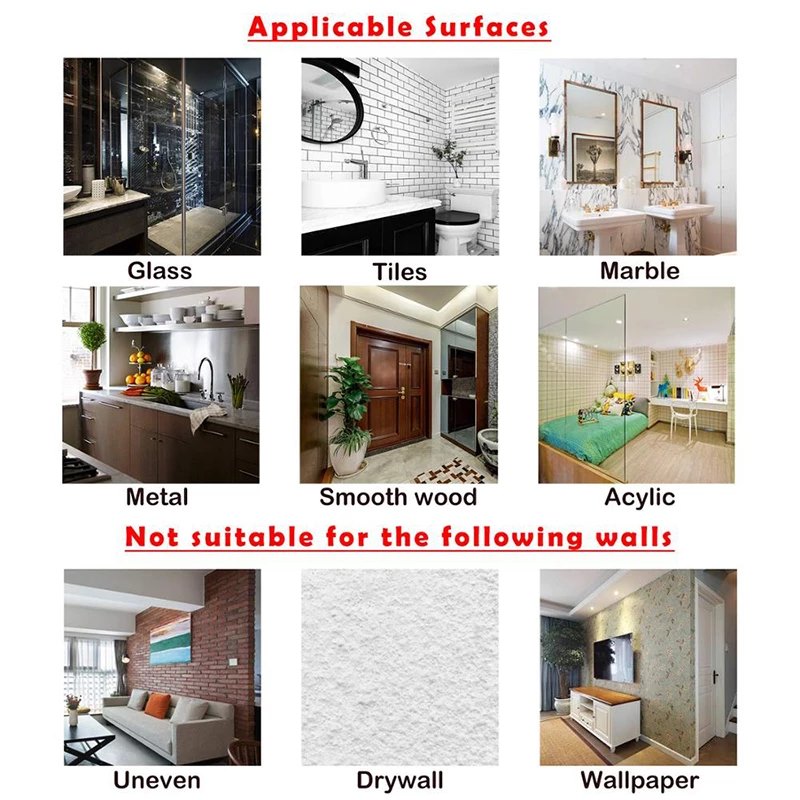 Applicable Surfaces
Glass
Tiles
Marble
Metal
Smooth wood
Acylic
Not suitable for the following walls
Uneven
Drywall
Wallpaper